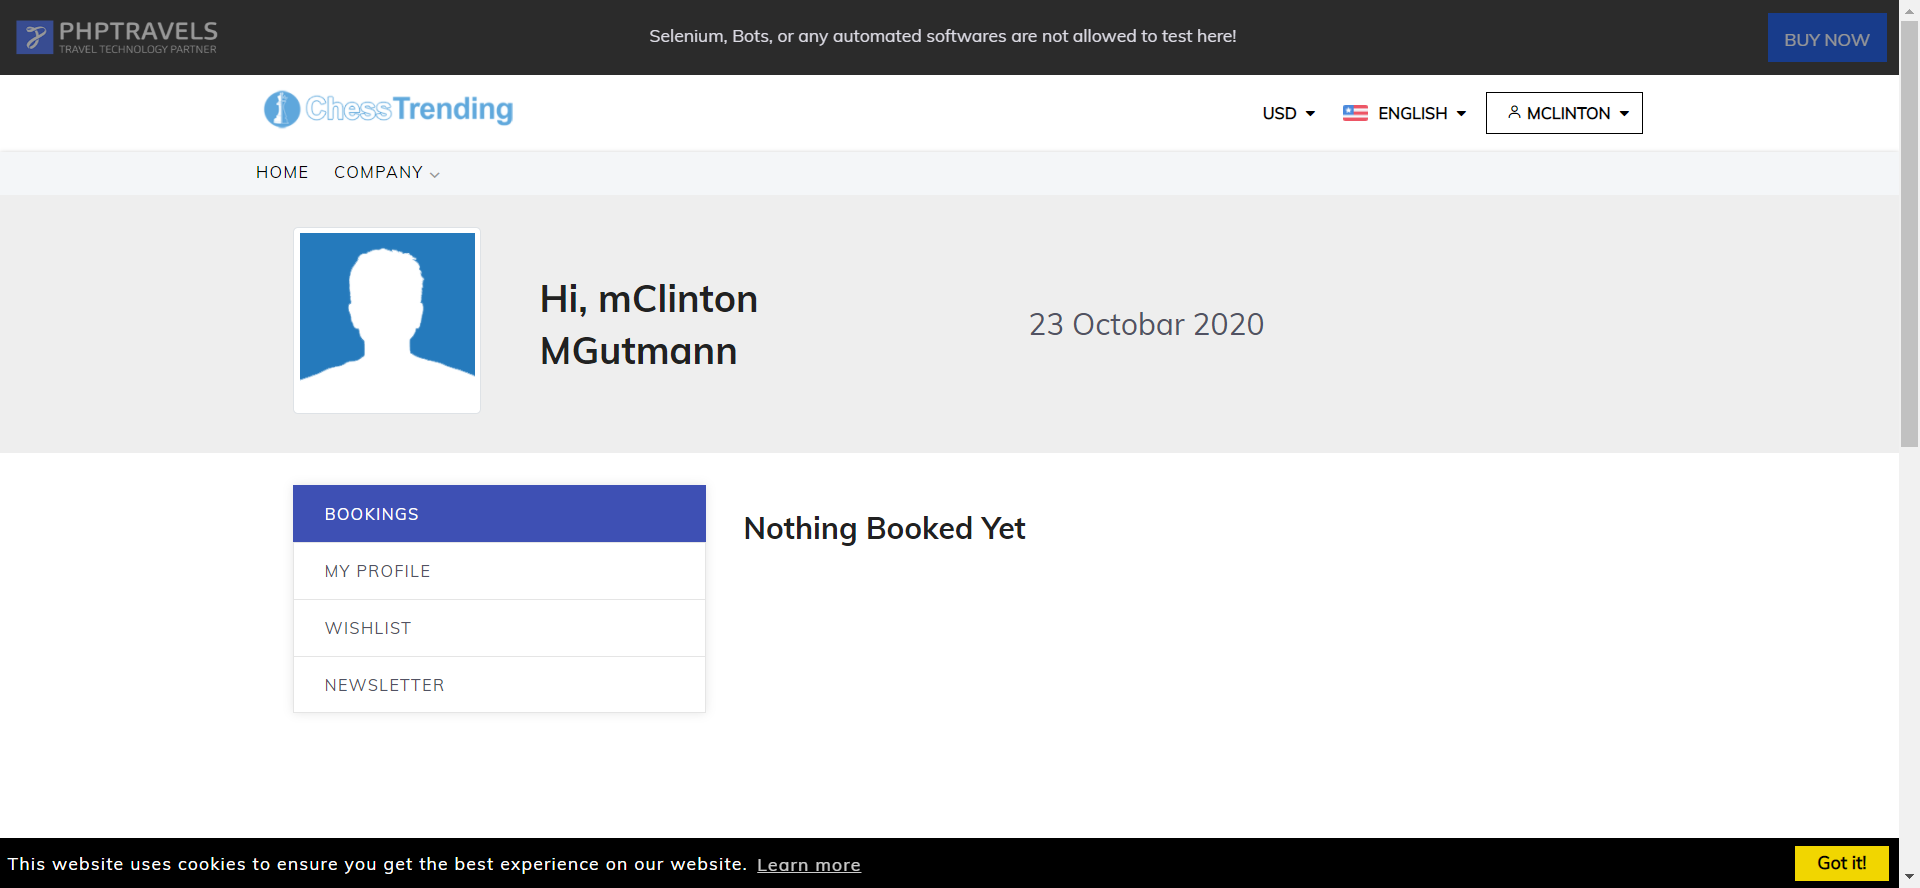 PHPTRAVELS
TRAVEL TECHNOLOGY PARTNER
Selenium, Bots, or any automated softwares are not allowed to test here!
BUY NOW
ChessTrending
USD
ENGLISH
MCLINTON
HOME
COMPANY
Hi, mClinton
MGutmann
23 Octobar 2020
BOOKINGS
MY PROFILE
WISHLIST
NEWSLETTER
Nothing Booked Yet
This website uses cookies to ensure you get the best experience on our website. Learn more
Got it!